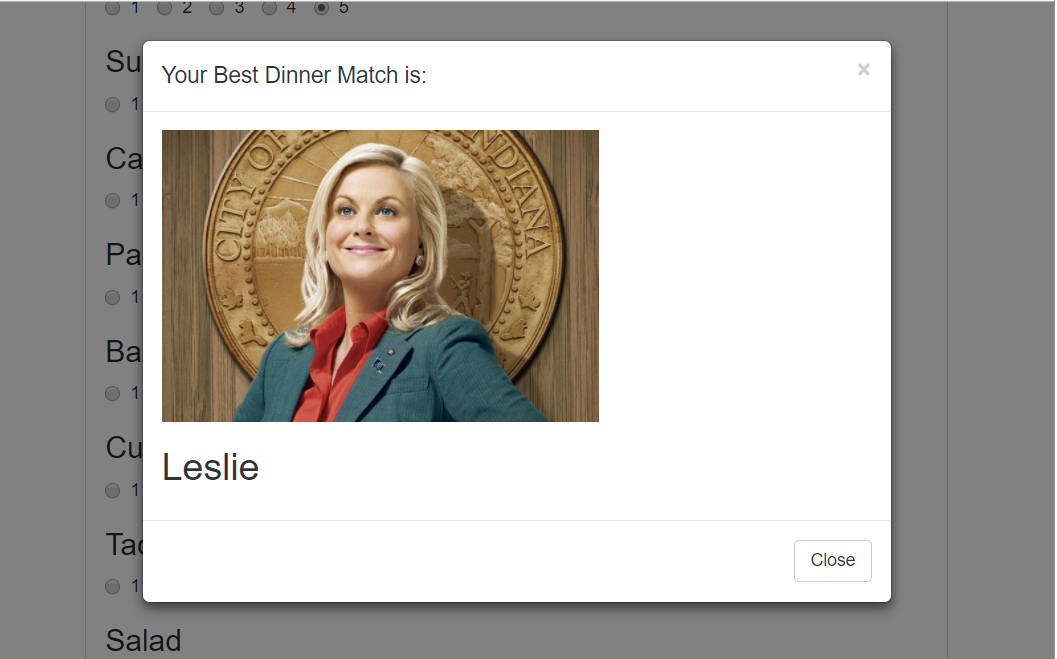 1 2 3 4 5
Su
Your Best Dinner Match is:
×
1
Ca
CITY OF
INDIANA
1
Pa
1
Ba
1
Cu
Leslie
1
Tac
Close
1
Salad